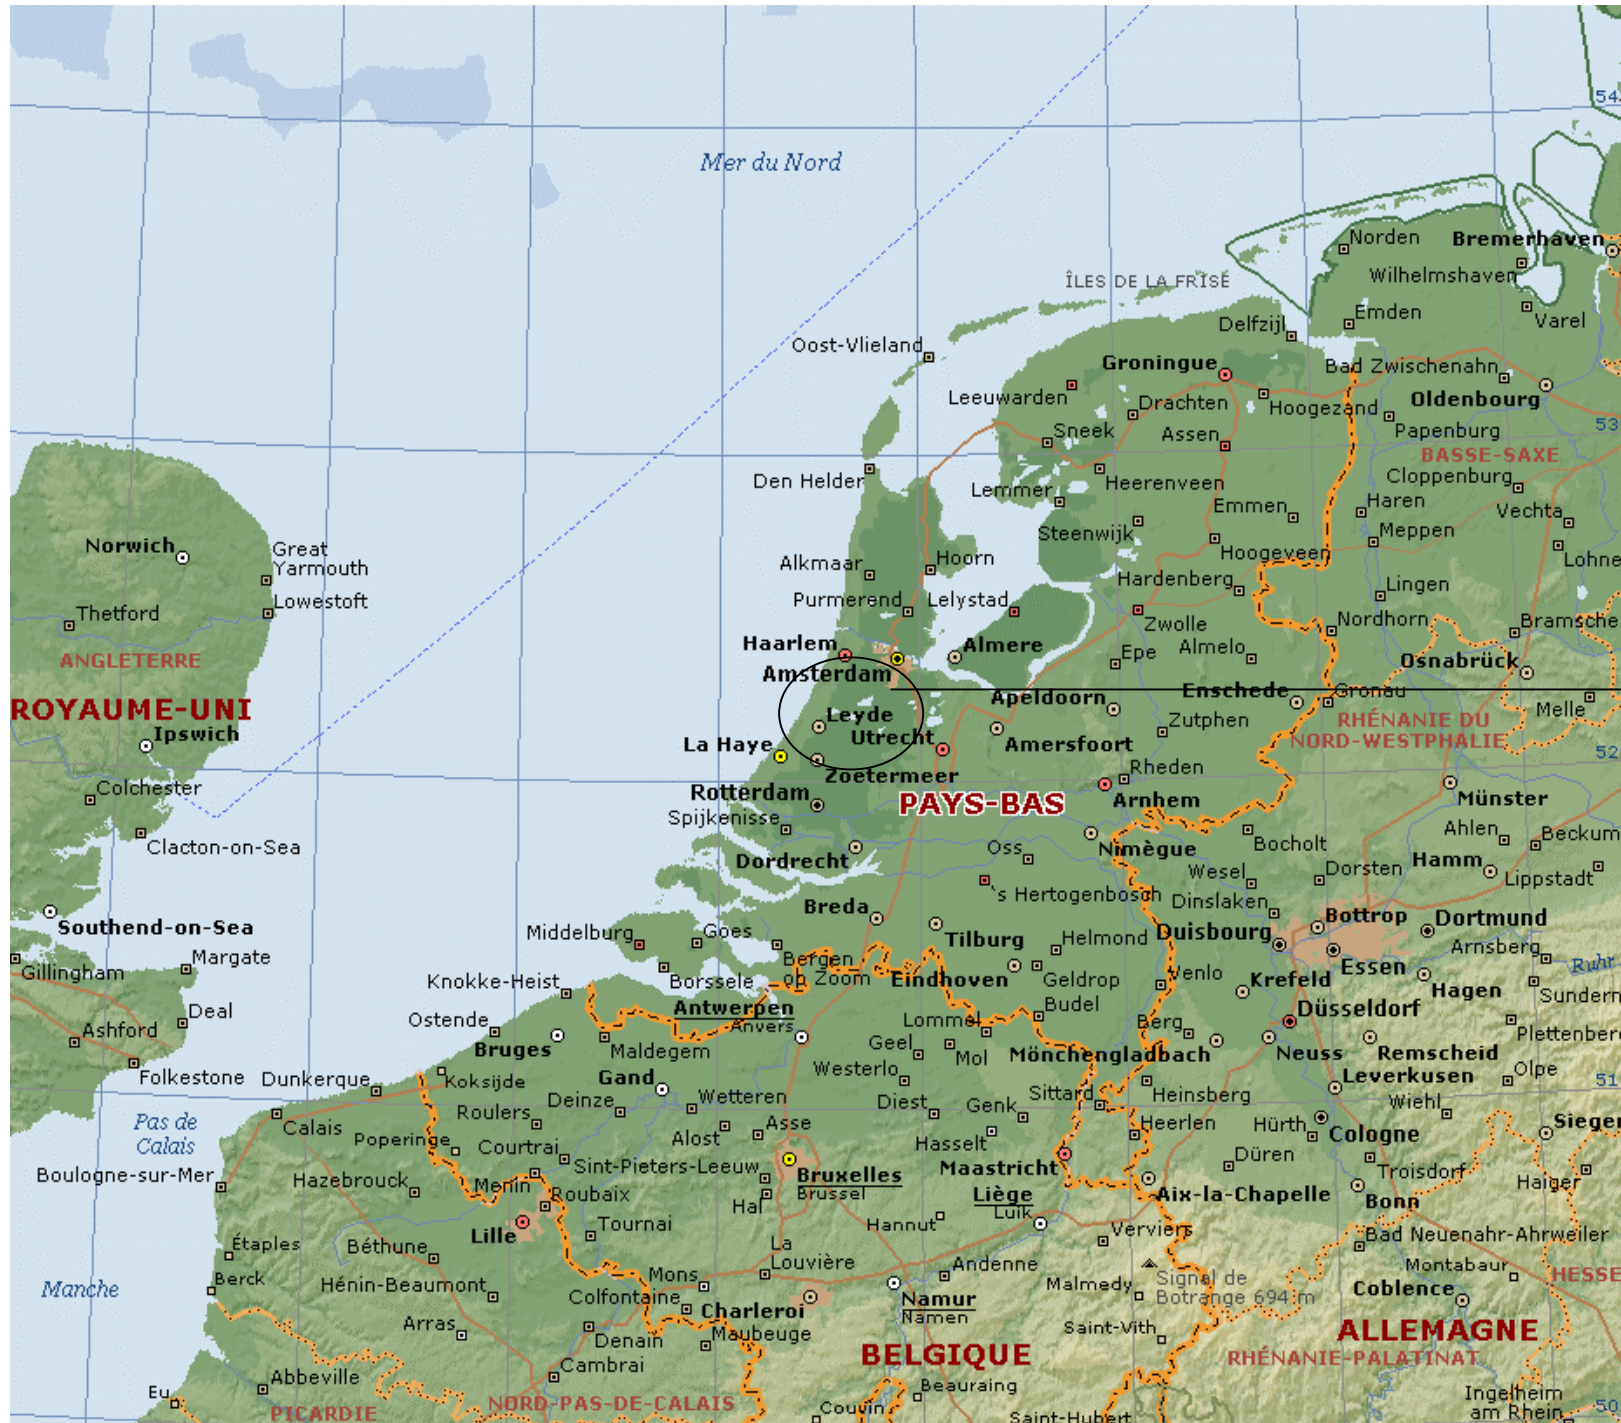 54
Mer du Nord
Norden
Bremerhaven
Wilhelmshaven
ÎLES DE LA FRISE
Emden
Varel
Delfzijl
Oost-Vlieland
Groningue
Bad Zwischenahn
Leeuwarden
Drachten
Hoogezand
Oldenbourg
Sneek
Assen
Papenburg
53
BASSE-SAXE
Den Helder
Lemmer
Heerenveen
Cloppenburg
Emmen
Haren
Vechta
Steenwijk
Meppen
Norwich
Great
Yarmouth
Hoorn
Hoogeveen
Lohne
Alkmaar
Hardenberg
Lingen
Lowestoft
Purmerend
Lelystad
Thetford
Zwolle
Nordhorn
Bramsche
Haarlem
Almere
Almelo
ANGLETERRE
Epe
Osnabrück
Amsterdam
Apeldoorn
Enschede
Gronau
ROYAUME-UNI
Leyde
Zutphen
RHÉNANIE DU
NORD-WESTPHALIE
Melle
Ipswich
La Haye
Utrecht
Amersfoort
52
Zoetermeer
Rheden
Colchester
Rotterdam
PAYS-BAS
Arnhem
Münster
Spijkenisse
Clacton-on-Sea
Ahlen
Beckum
Dordrecht
Oss
Nimègue
Bocholt
Hamm
Wesel
Dorsten
Lippstadt
's Hertogenbosch
Dinslaken
Breda
Bottrop
Dortmund
Southend-on-Sea
Middelburg
Goes
Tilburg
Helmond
Duisbourg
Arnsberg
Gillingham
Margate
Bergen
op Zoom
Essen
Ruhr
Knokke-Heist
Borssele
Eindhoven
Geldrop
Venlo
Krefeld
Hagen
Sundern
Deal
Antwerpen
Anvers
Budel
Düsseldorf
Ashford
Ostende
Lommel
Berg
Plettenberg
Bruges
Maldegem
Geel
Mol
Mönchengladbach
Neuss
Remscheid
Folkestone
Dunkerque
Koksijde
Gand
Westerlo
Leverkusen
Olpe
51
Pas de
Calais
Calais
Roulers
Deinze
Wetteren
Diest
Genk
Sittard
Heinsberg
Wiehl
Poperinge
Courtrai
Alost
Asse
Hasselt
Heerlen
Hürth
Cologne
Siegen
Boulogne-sur-Mer
Hazebrouck
Menin
Sint-Pieters-Leeuw
Bruxelles
Brussel
Maastricht
Düren
Troisdorf
Haiger
Roubaix
Hal
Liège
Luik
Aix-la-Chapelle
Bonn
Lille
Tournai
Hannut
Verviers
Bad Neuenahr-Ahrweiler
Étaples
Béthune
La
Louvière
Andenne
Montabaur
Berck
Hénin-Beaumont
Mons
Malmedy
Signal de
Botrange 694 m
HESSE
Manche
Colfontaine
Charleroi
Namur
Namen
Coblence
Arras
Denain
Maubeuge
Saint-Vith
ALLEMAGNE
BELGIQUE
RHÉNANIE-PALATINAT
Cambrai
Abbeville
Beauraing
Eu
NORD-PAS-DE-CALAIS
Ingelheim
am Rhein
PICARDIE
Couvin
Saint-Hubert
50